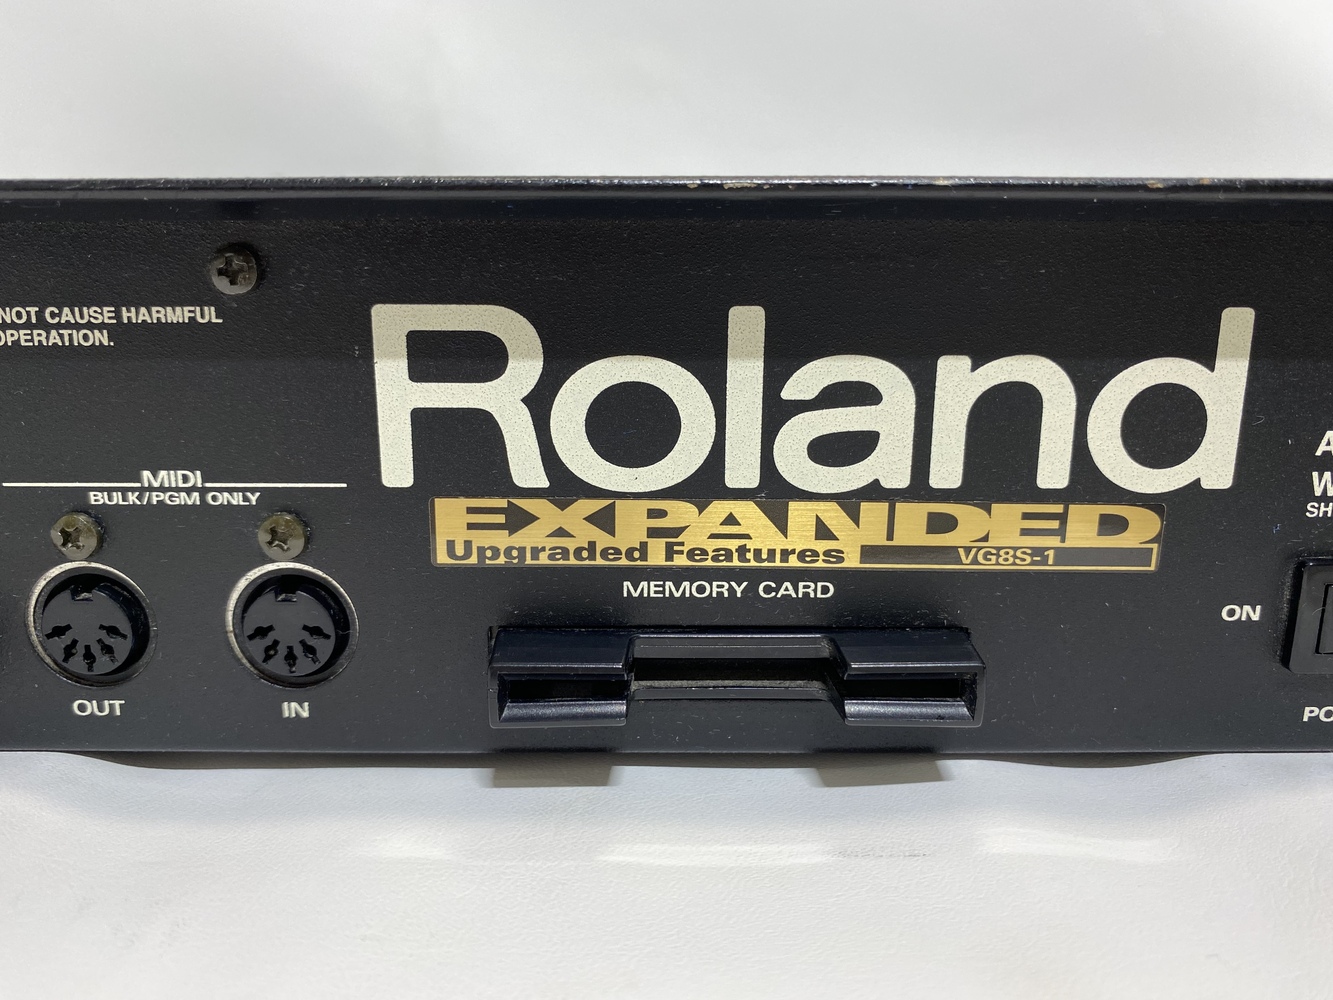 NOT CAUSE HARMFUL
OPERATION.
Roland
EXPANDED
Upgraded Features VG8S-1
MEMORY CARD
MIDI
BULK/PGM ONLY
OUT
IN
ON